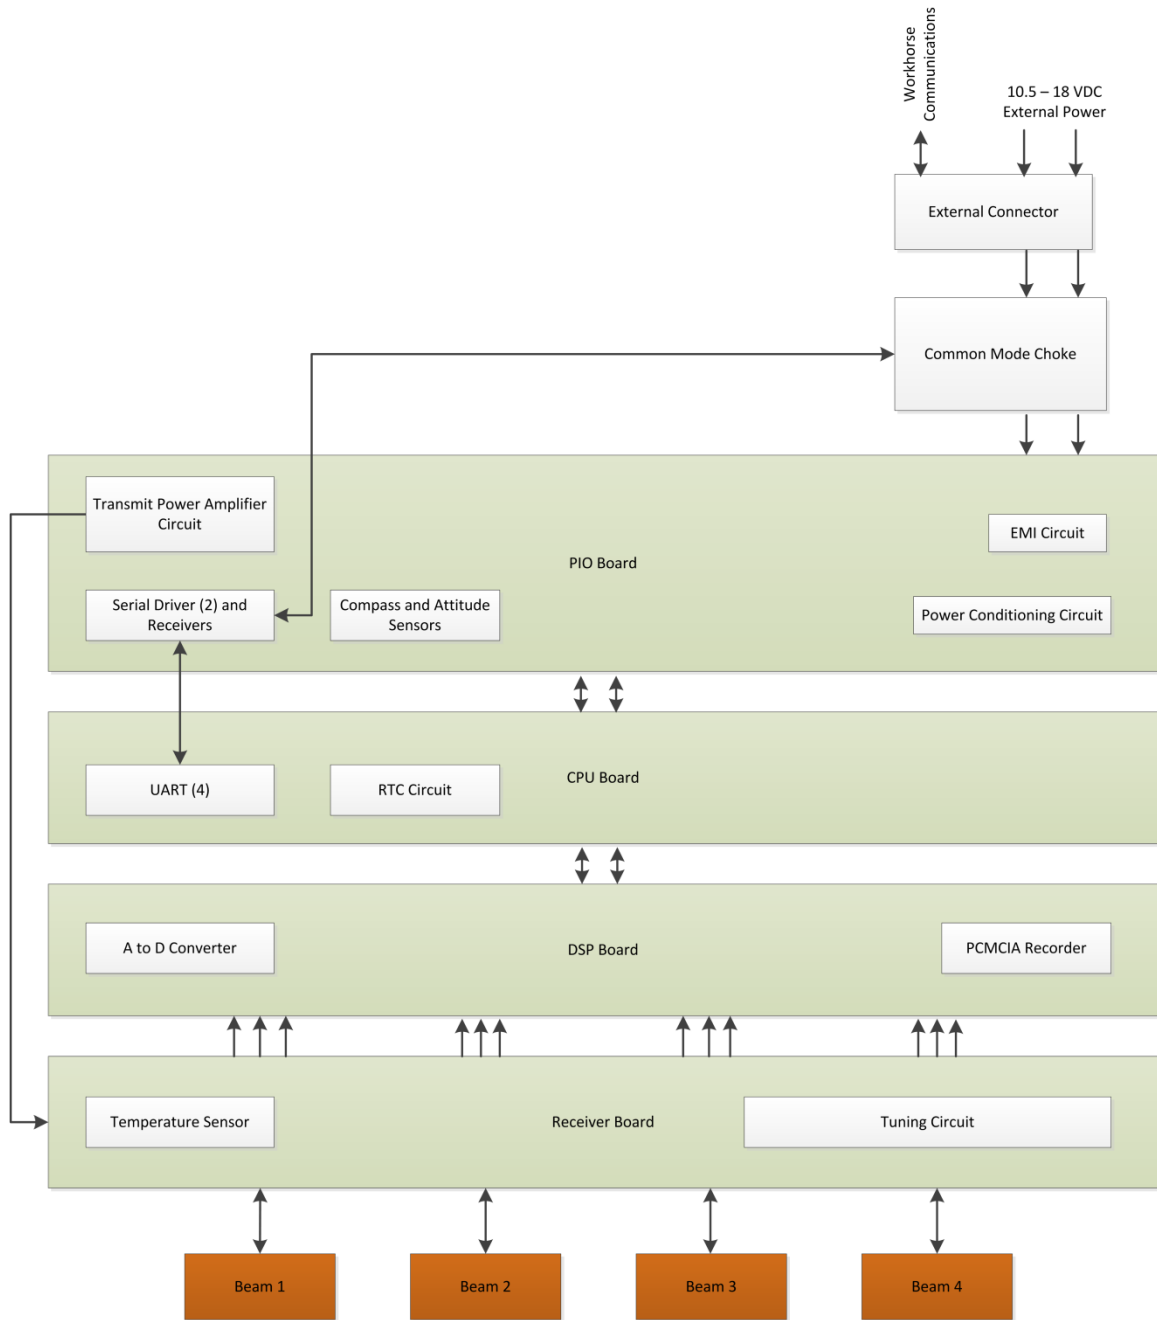 Workhorse
Communications
10.5 – 18 VDC
External Power
External Connector
Common Mode Choke
Transmit Power Amplifier
Circuit
EMI Circuit
PIO Board
Serial Driver (2) and
Receivers
Compass and Attitude
Sensors
Power Conditioning Circuit
UART (4)
RTC Circuit
CPU Board
A to D Converter
DSP Board
PCMCIA Recorder
Temperature Sensor
Receiver Board
Tuning Circuit
Beam 1
Beam 2
Beam 3
Beam 4